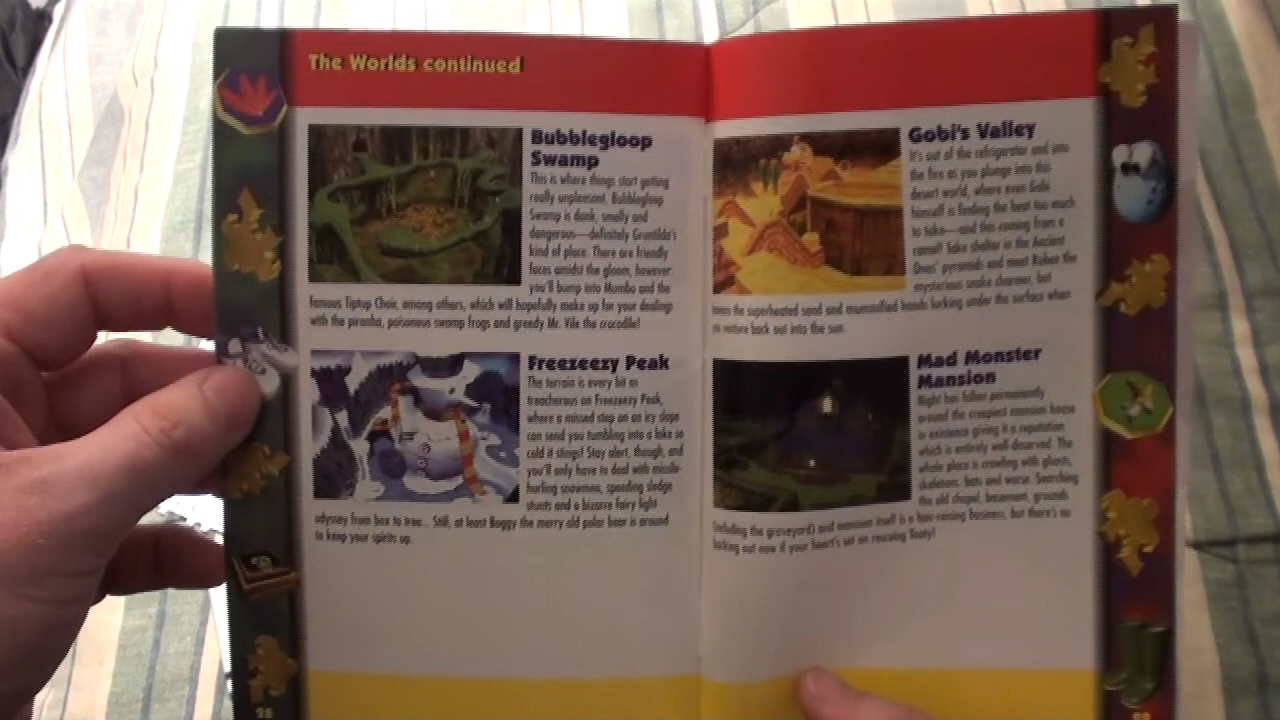 The Worlds continued
Bubblegloop
Swamp
This is where things start getting
really unpleasant. Bubblegloop
Swamp is dank, smelly and
dangerous—definitely Gruntilda's
kind of place. There are friendly
faces amidst the gloom, however:
you'll bump into Mumbo and the
famous Tiptup Choir, among others, which will hopefully make up for your dealings
with the piranha, poisonous swamp frogs and greedy Mr. Vile the crocodile!
Freezeezy Peak
The terrain is every bit as
treacherous on Freezeezy Peak,
where a missed step on an icy slope
can send you tumbling into a lake so
cold it stings! Stay alert, though, and
you'll only have to deal with missile-
hurling snowmen, speeding sledge
stunts and a bizarre fairy light
odyssey from box to tree... Still, at least Boggy the merry old polar bear is around
to keep your spirits up.
28
Gobi's Valley
It's out of the refrigerator and into
the fire as you plunge into this
desert world, where even Gobi
himself is finding the heat too much
to take—and this coming from a
camel! Take shelter in the Ancient
Ones' pyramids and meet Rubee the
mysterious snake charmer, but
the superheated sand and mummified hands lurking under the surface when
venture back out into the sun.
Mad Monster
Mansion
Night has fallen permanently
around the creepiest mansion house
in existence giving it a reputation
which is entirely well deserved. The
whole place is crawling with ghosts,
skeletons, bats and worse. Searching
the old chapel, basement, grounds
(including the graveyard) and mansion itself is a hair-raising business, but there's no
backing out now if your heart's set on rescuing Tooty!